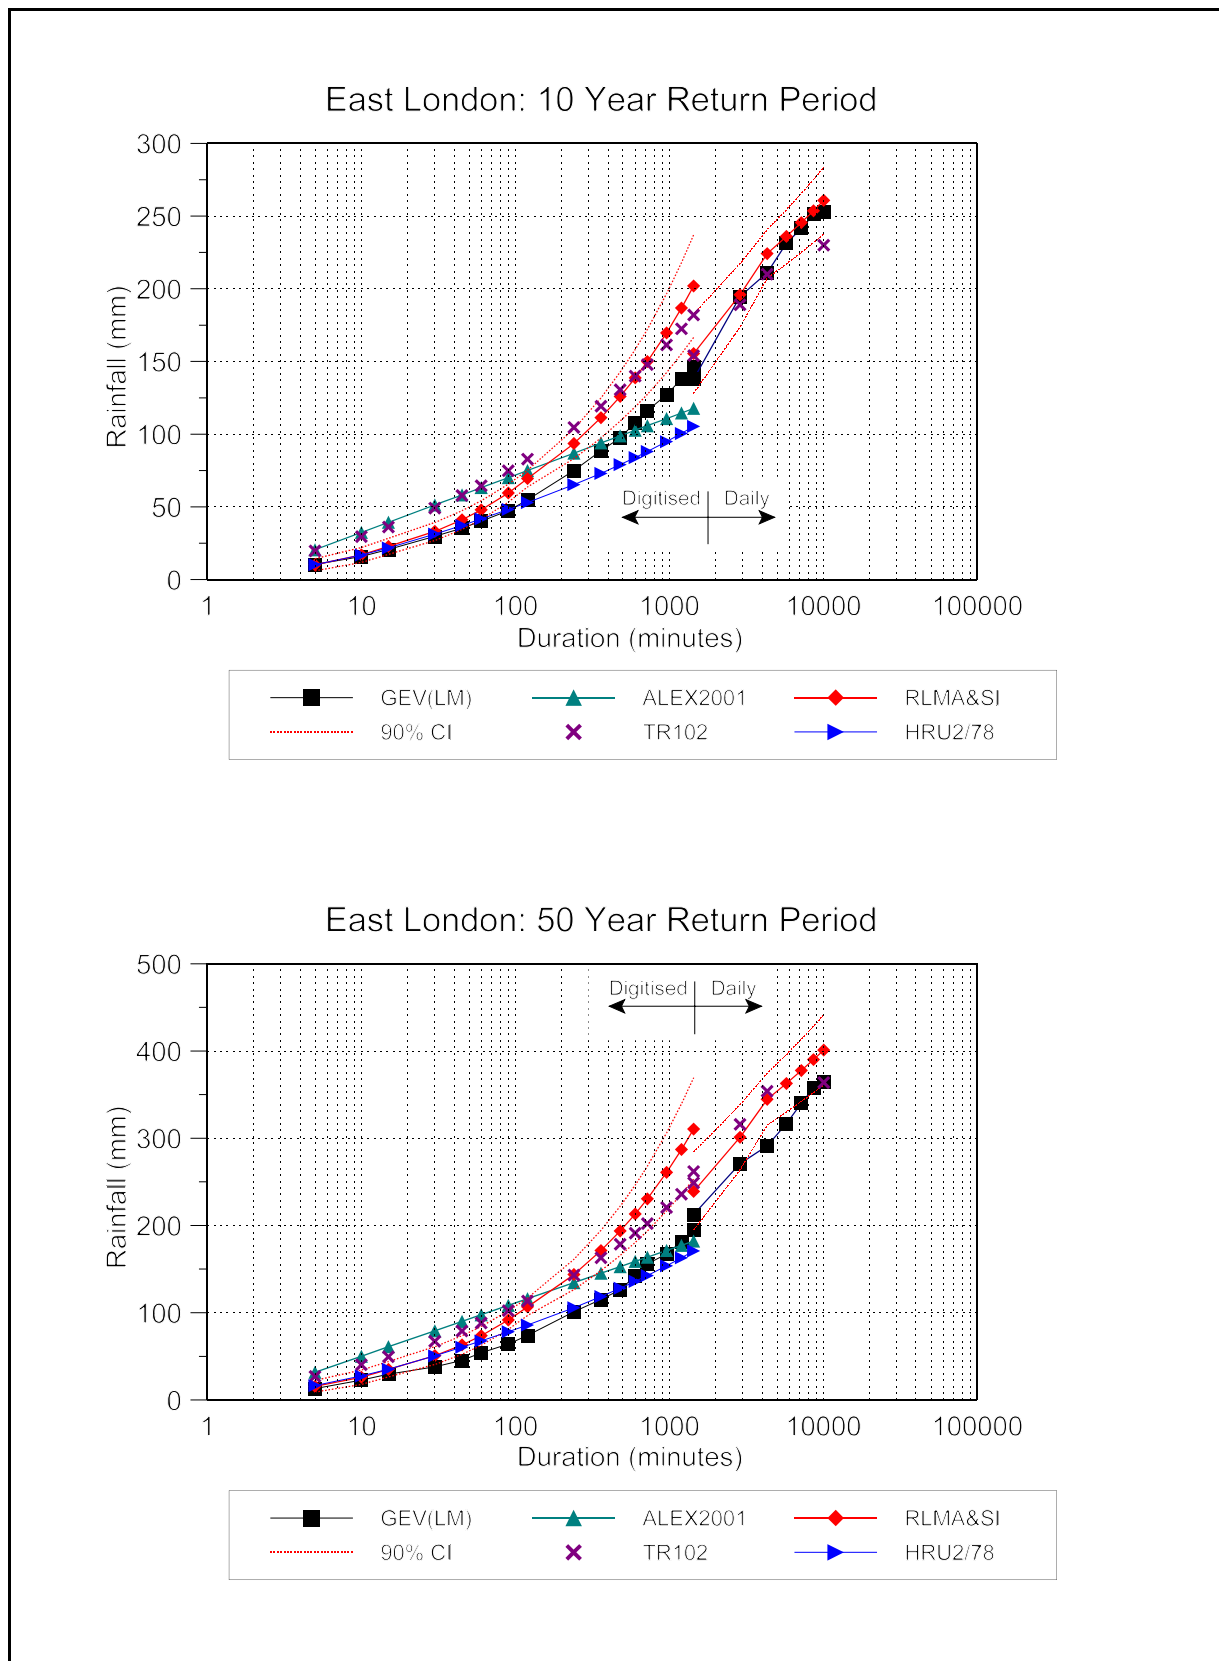 East London: 10 Year Return Period
300
250
200
150
100
50
0
Rainfall (mm)
Digitised Daily
1 10 100 1000 10000 100000
Duration (minutes)
GEV(LM) ALEX2001 RLMA&SI
90% CI TR102 HRU2/78
East London: 50 Year Return Period
500
400
300
200
100
0
Rainfall (mm)
Digitised Daily
1 10 100 1000 10000 100000
Duration (minutes)
GEV(LM) ALEX2001 RLMA&SI
90% CI TR102 HRU2/78